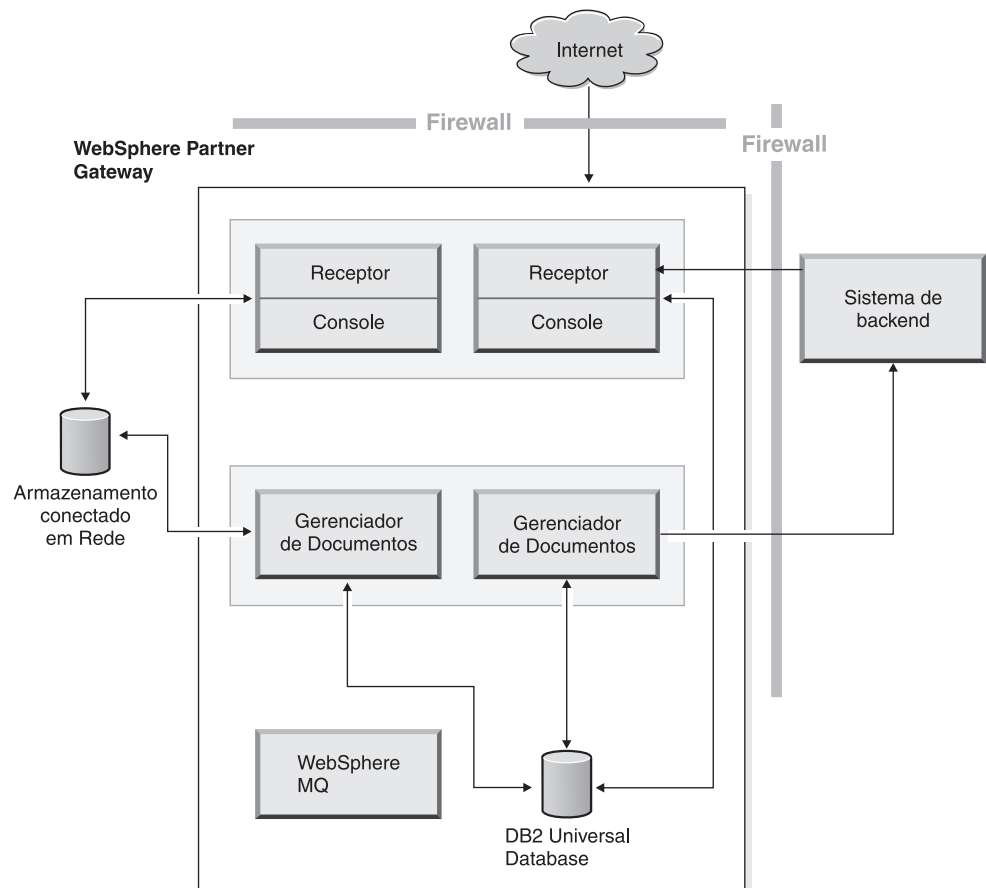 Internet
Firewall
Firewall
WebSphere Partner
Gateway
Receptor
Console
Receptor
Console
Sistema de
backend
Armazenamento
conectado
em Rede
Gerenciador
de Documentos
Gerenciador
de Documentos
WebSphere
MQ
DB2 Universal
Database